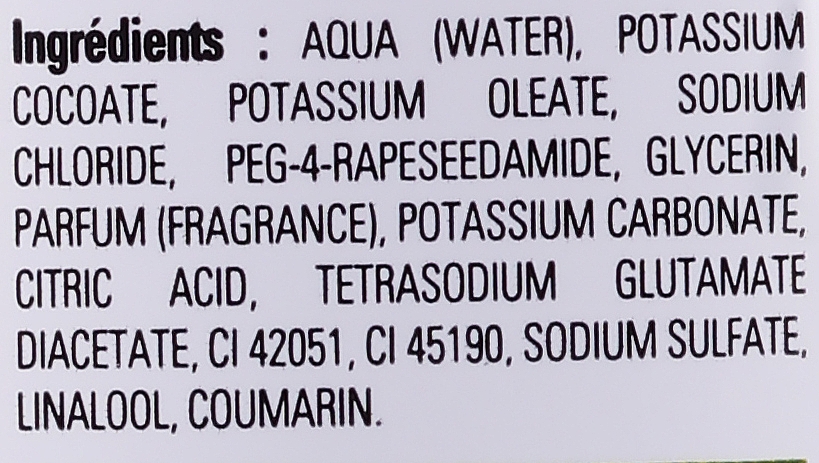 Ingrédients : AQUA (WATER), POTASSIUM
COCOATE, POTASSIUM OLEATE, SODIUM
CHLORIDE, PEG-4-RAPESEEDAMIDE, GLYCERIN,
PARFUM (FRAGRANCE), POTASSIUM CARBONATE,
CITRIC ACID, TETRASODIUM GLUTAMATE
DIACETATE, CI 42051, CI 45190, SODIUM SULFATE,
LINALOOL, COUMARIN.